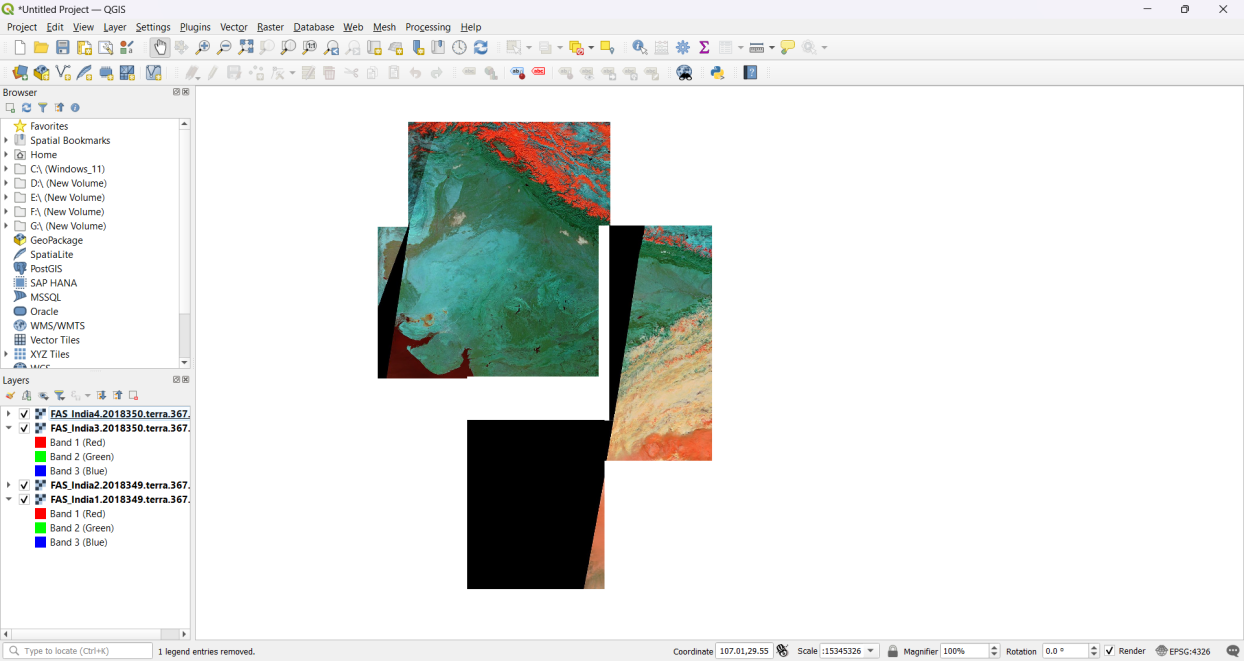 *Untitled Project — QGIS
Project Edit View Layer Settings Plugins Vector Raster Database Web Mesh Processing Help
Browser
Favorites
Spatial Bookmarks
Home
C:\ (Windows_11)
D:\ (New Volume)
E:\ (New Volume)
F:\ (New Volume)
G:\ (New Volume)
GeoPackage
SpatiaLite
PostGIS
SAP HANA
MSSQL
Oracle
WMS/WMTS
Vector Tiles
XYZ Tiles
WCS
Layers
FAS_India4.2018350.terra.367.
FAS_India3.2018350.terra.367.
Band 1 (Red)
Band 2 (Green)
Band 3 (Blue)
FAS_India2.2018349.terra.367.
FAS_India1.2018349.terra.367.
Band 1 (Red)
Band 2 (Green)
Band 3 (Blue)
Type to locate (Ctrl+K) 1 legend entries removed. Coordinate 107.01,29.55 Scale :15345326 Magnifier 100% Rotation 0.0 ° Render EPSG:4326